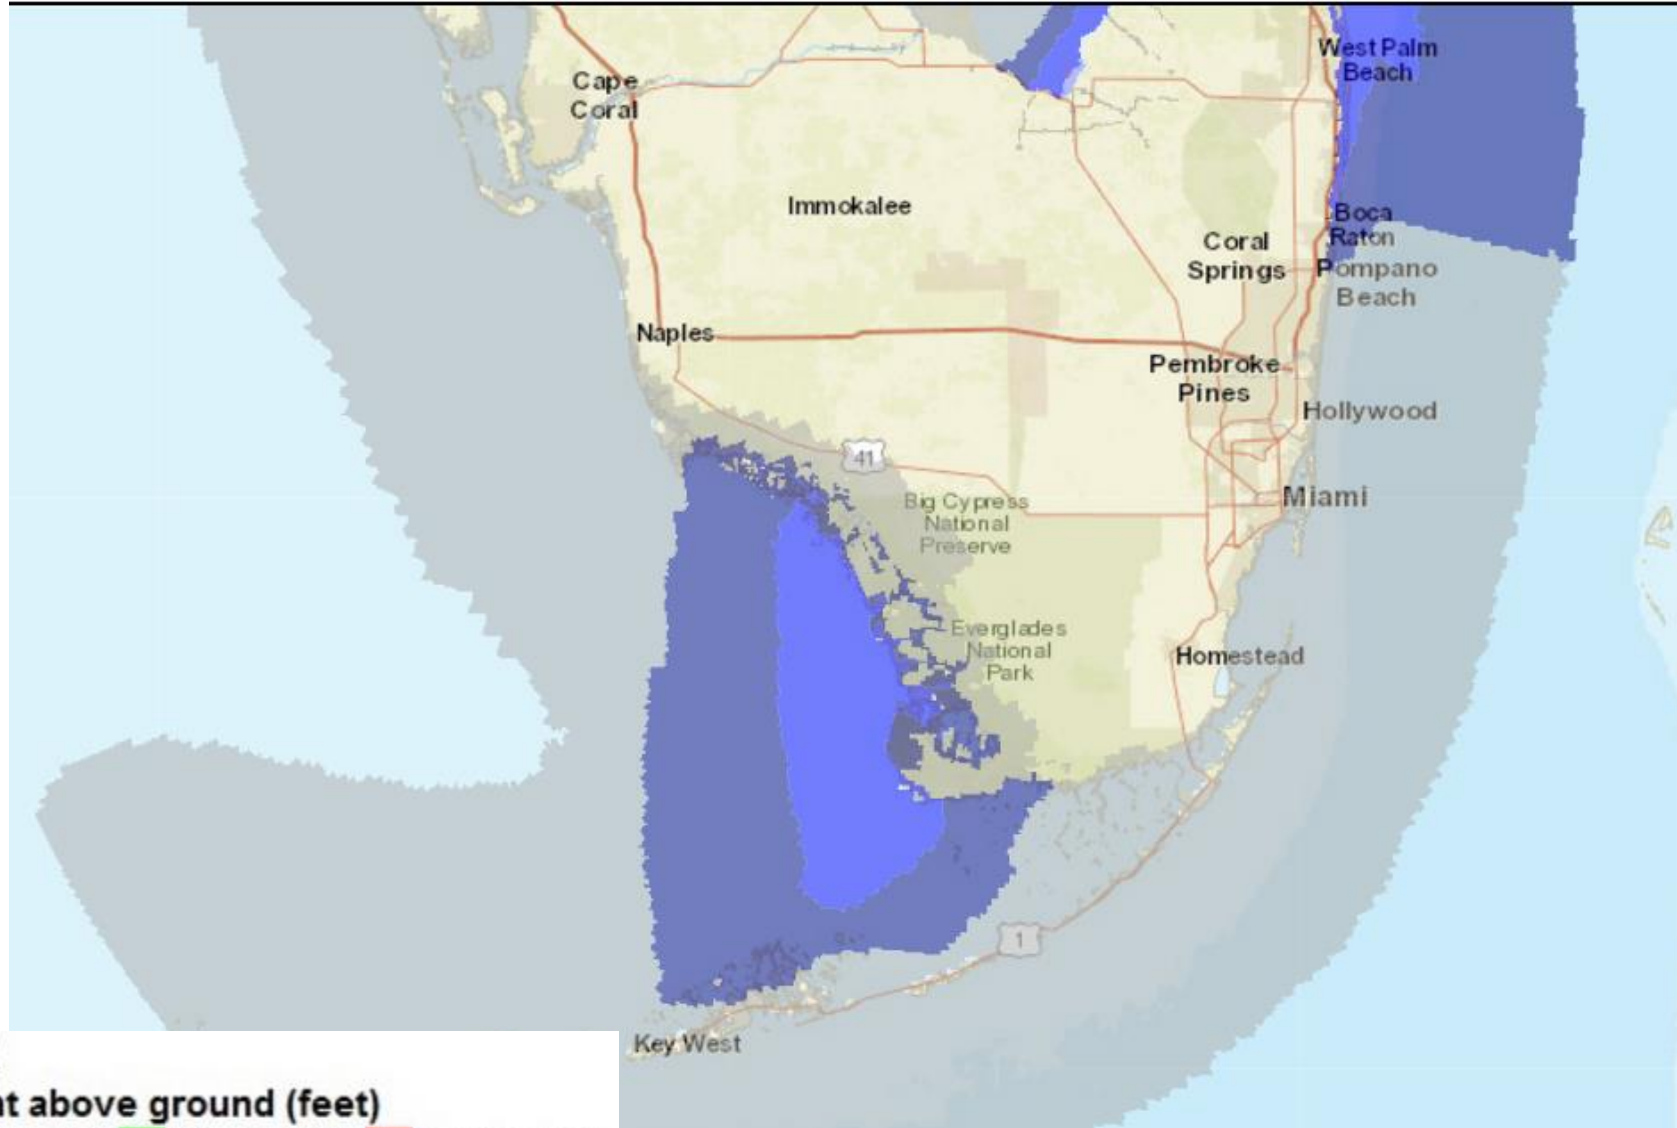 West Palm
Beach
Cape
Coral
Immokalee
Boca
Raton
Coral
Springs
Pompano
Beach
Naples
Pembroke
Pines
Hollywood
41
Big Cypress
National
Preserve
Miami
Everglades
National
Park
Homestead
1
Key West
above ground (feet)